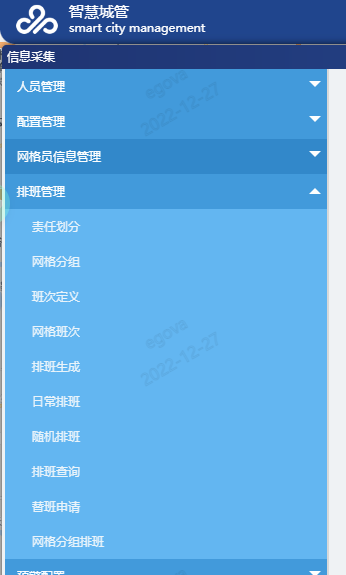 智慧城管
smart city management
信息采集
人员管理
egova
2022-12-27
配置管理
网格员信息管理
排班管理
责任划分
网格分组
班次定义
网格班次
egova
2022-12-27
排班生成
日常排班
随机排班
排班查询
替班申请
网格分组排班
预警配置